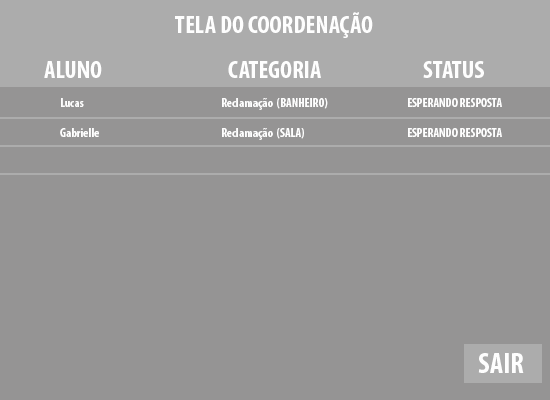 TELA DO COORDENAÇÃO
ALUNO CATEGORIA STATUS
Lucas Reclamação (BANHEIRO) ESPERANDO RESPOSTA
Gabrielle Reclamação (SALA) ESPERANDO RESPOSTA
SAIR